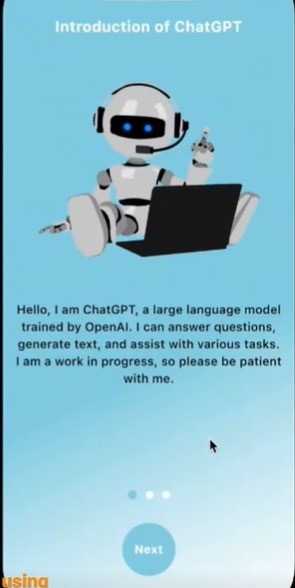 Introduction of ChatGPT
Hello, I am ChatGPT, a large language model
trained by OpenAI. I can answer questions,
generate text, and assist with various tasks.
I am a work in progress, so please be patient
with me.
Next
using